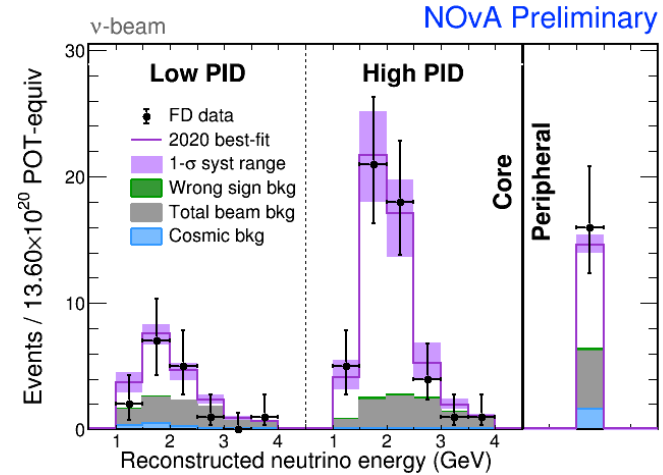 ν-beam
NOvA Preliminary
30
20
10
0
Events / 13.60×10²⁰ POT-equiv
Low PID
High PID
FD data
2020 best-fit
1-σ syst range
Wrong sign bkg
Total beam bkg
Cosmic bkg
Core
Peripheral
1 2 3 4 1 2 3 4
Reconstructed neutrino energy (GeV)